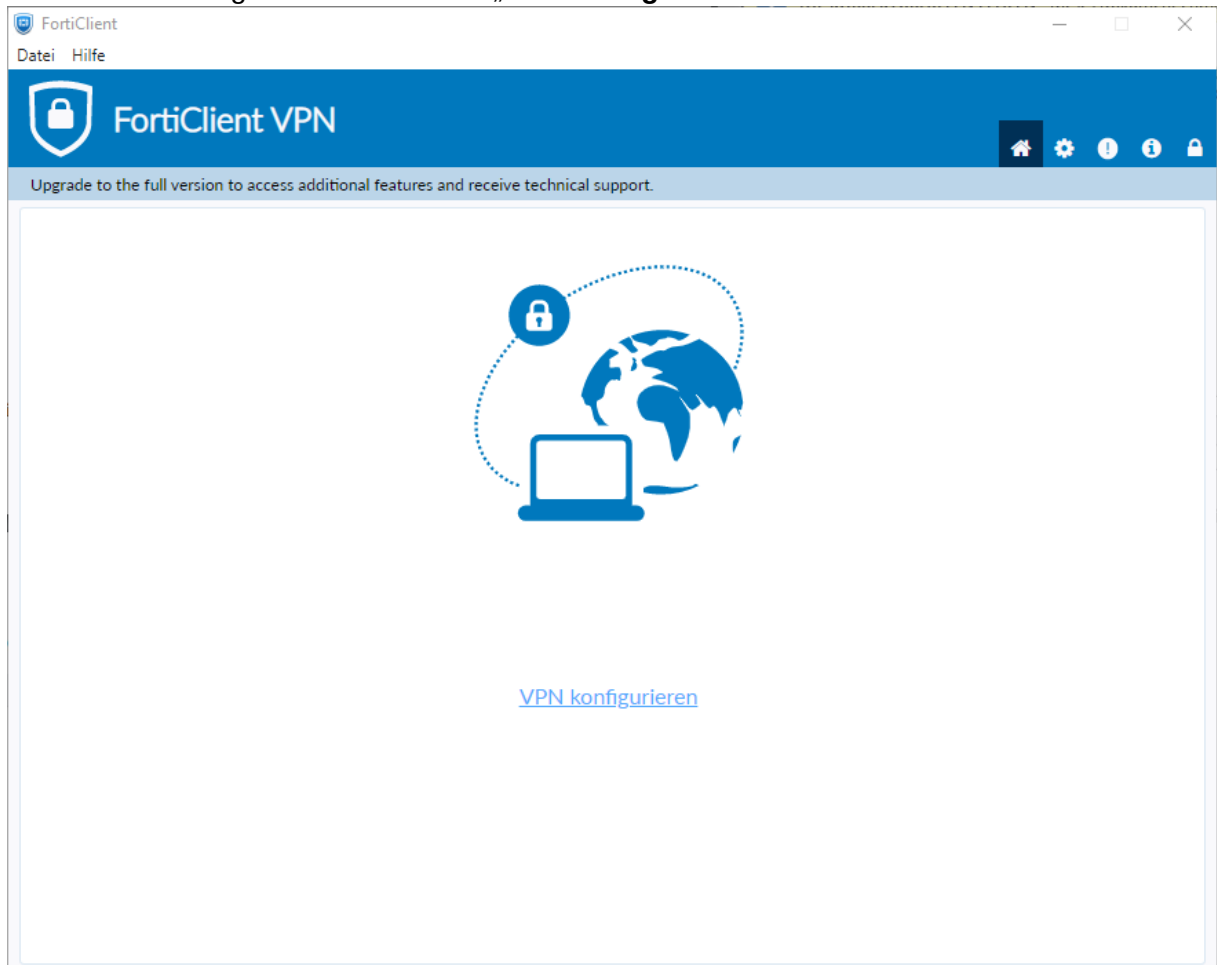 FortiClient
Datei Hilfe
FortiClient VPN
Upgrade to the full version to access additional features and receive technical support.
VPN konfigurieren